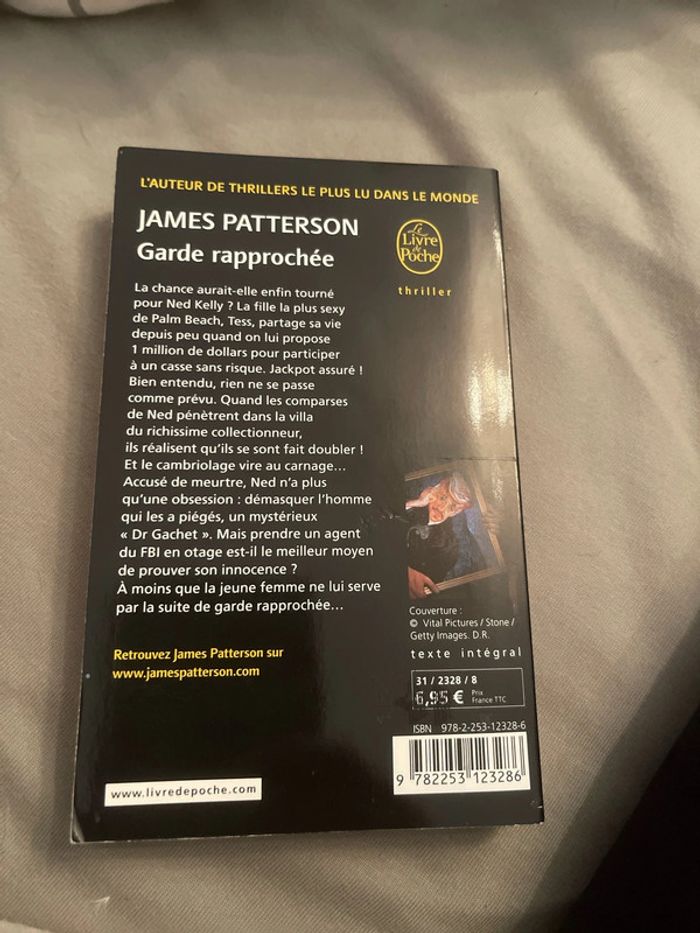 L'AUTEUR DE THRILLERS LE PLUS LU DANS LE MONDE
JAMES PATTERSON
Garde rapprochée
Le
Livre
de
Poche
thriller
La chance aurait-elle enfin tourné
pour Ned Kelly ? La fille la plus sexy
de Palm Beach, Tess, partage sa vie
depuis peu quand on lui propose
1 million de dollars pour participer
à un casse sans risque. Jackpot assuré !
Bien entendu, rien ne se passe
comme prévu. Quand les comparses
de Ned pénètrent dans la villa
du richissime collectionneur,
ils réalisent qu'ils se sont fait doubler !
Et le cambriolage vire au carnage…
Accusé de meurtre, Ned n'a plus
qu'une obsession : démasquer l'homme
qui les a piégés, un mystérieux
« Dr Gachet ». Mais prendre un agent
du FBI en otage est-il le meilleur moyen
de prouver son innocence ?
À moins que la jeune femme ne lui serve
par la suite de garde rapprochée…
Retrouvez James Patterson sur
www.jamespatterson.com
Couverture :
© Vital Pictures / Stone /
Getty Images. D.R.
texte intégral
31 / 2328 / 8
6,95 € Prix
France TTC
ISBN 978-2-253-12328-6
9 782253 123286
www.livredepoche.com